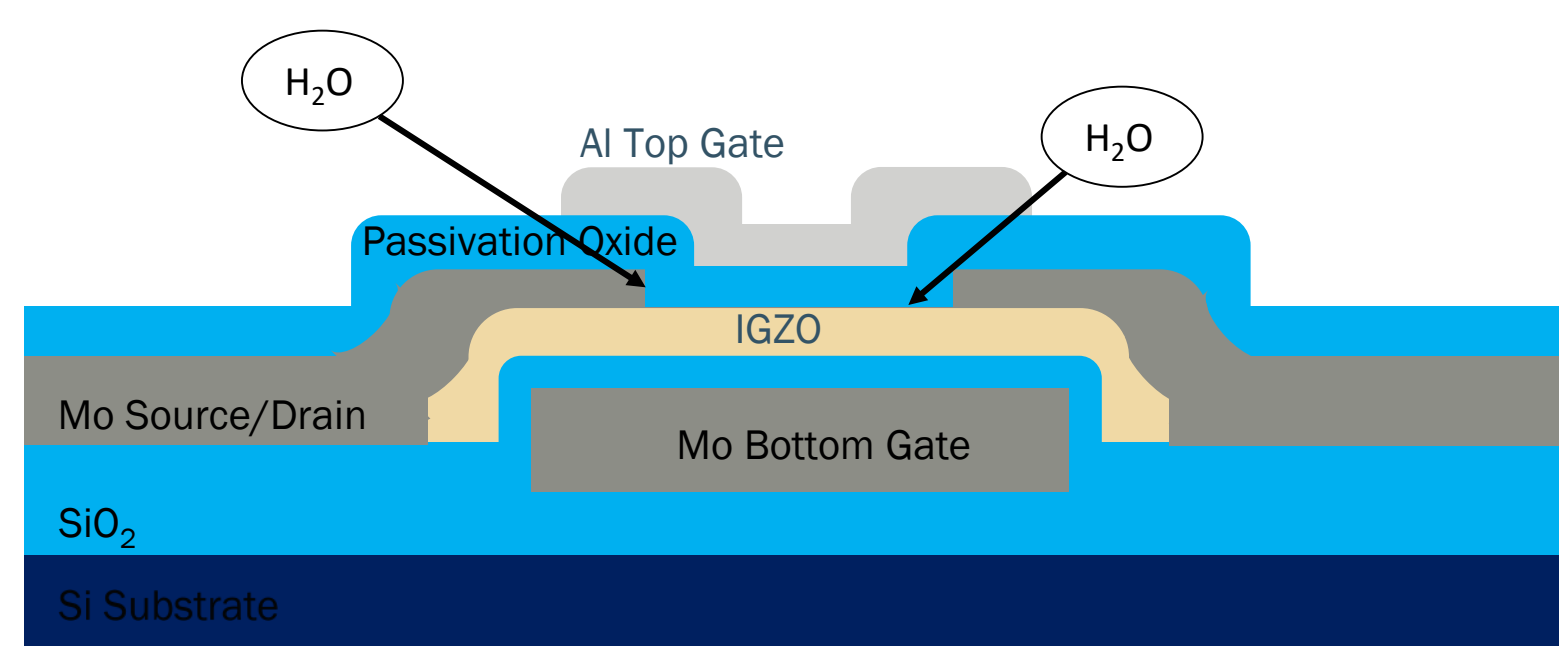 H₂O
H₂O
Al Top Gate
Passivation Oxide
IGZO
Mo Source/Drain
Mo Bottom Gate
SiO₂
Si Substrate